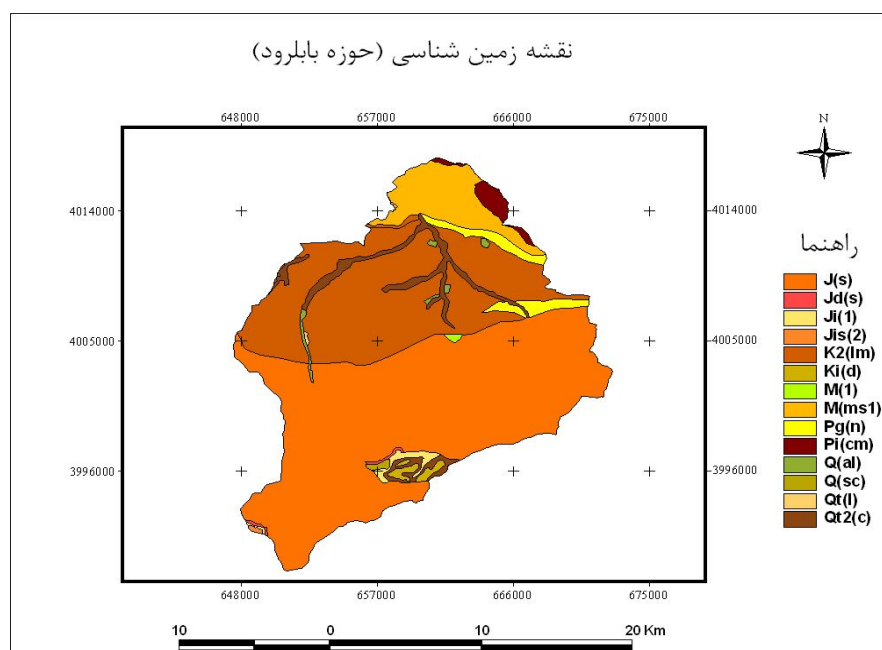 نقشه زمین شناسی (حوزه بابلرود)
648000 657000 666000 675000
N
4014000 4014000
راهنما
J(s)
Jd(s)
Ji(1)
Jis(2)
4005000 4005000
K2(lm)
Ki(d)
M(1)
M(ms1)
Pg(n)
Pi(cm)
3996000 3996000
Q(al)
Q(sc)
Qt(l)
Qt2(c)
648000 657000 666000 675000
10 0 10 20 Km